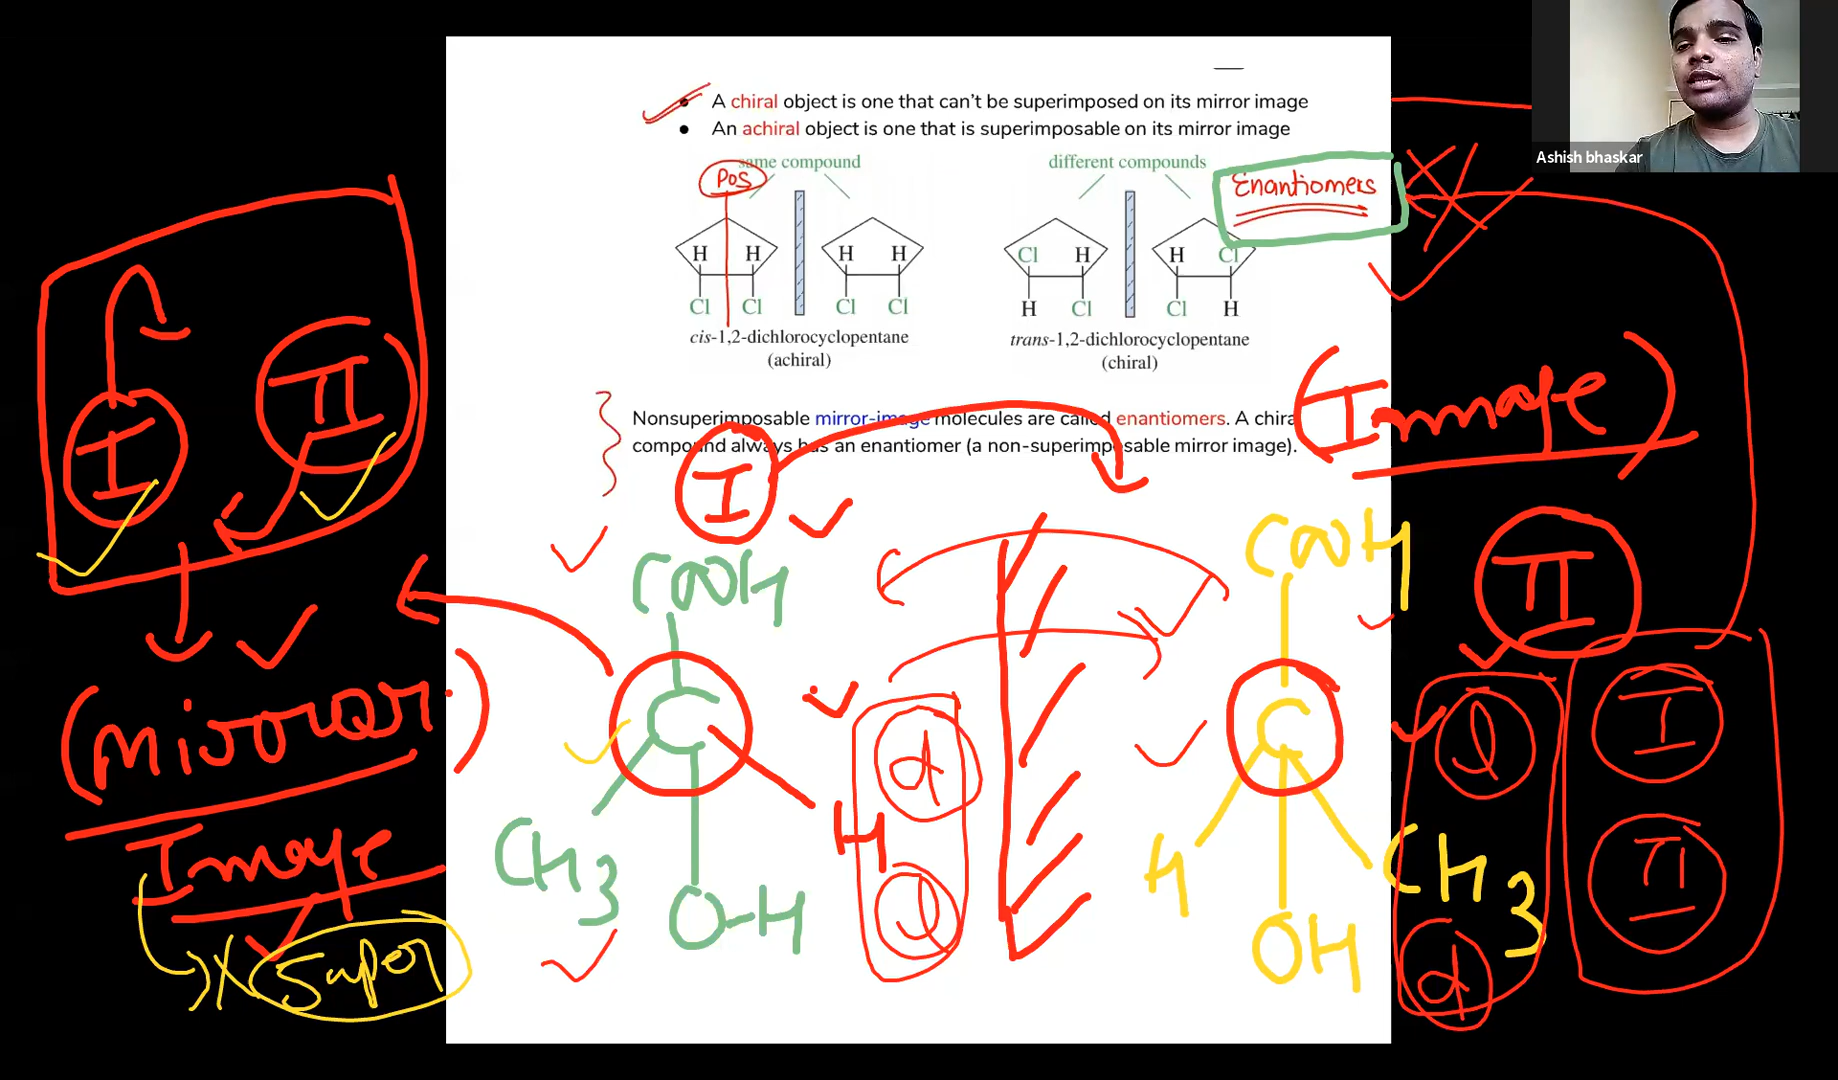 Ashish bhaskar
● A chiral object is one that can't be superimposed on its mirror image
● An achiral object is one that is superimposable on its mirror image
same compound
different compounds
POS
Enantiomers
H H H H
Cl Cl Cl Cl
Cl H H Cl
H Cl Cl H
cis-1,2-dichlorocyclopentane
(achiral)
trans-1,2-dichlorocyclopentane
(chiral)
Nonsuperimposable mirror-image molecules are called enantiomers. A chira
compound always has an enantiomer (a non-superimposable mirror image).
I II
I
(Immage)
II
COOH
C
CH3
H
O-H
d
l
COOH
C
H
CH3
OH
l
d
I
II
(mirror)
Image
X Super